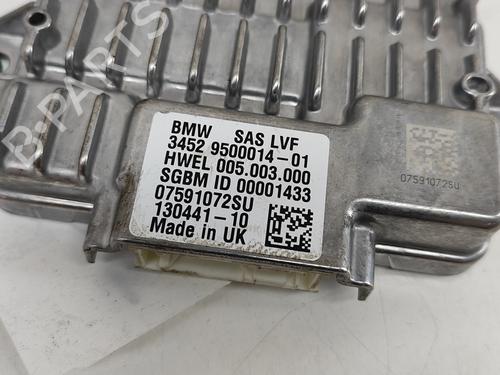 B-PARTS
BMW SAS LVF
3452 9500014-01
HWEL 005.003.000
SGBM ID 00001433
07591072SU
130441-10
Made in UK
07591072SU